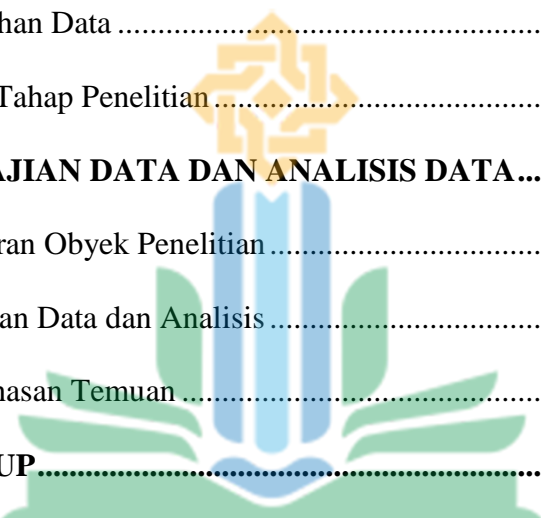 han Data ....................................................
Tahap Penelitian ........................................
AJIAN DATA DAN ANALISIS DATA ...
ran Obyek Penelitian .................................
an Data dan Analisis .................................
hasan Temuan ............................................
UP..............................................................